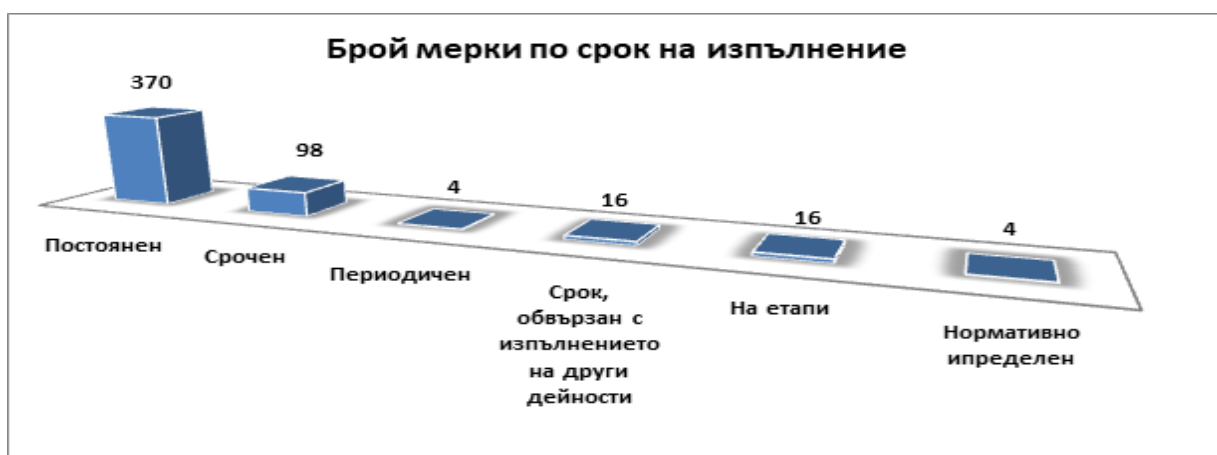 Брой мерки по срок на изпълнение
370
98
4
16
16
4
Постоянен
Срочен
Периодичен
Срок,
обвързан с
изпълнението
на други
дейности
На етапи
Нормативно
ипределен